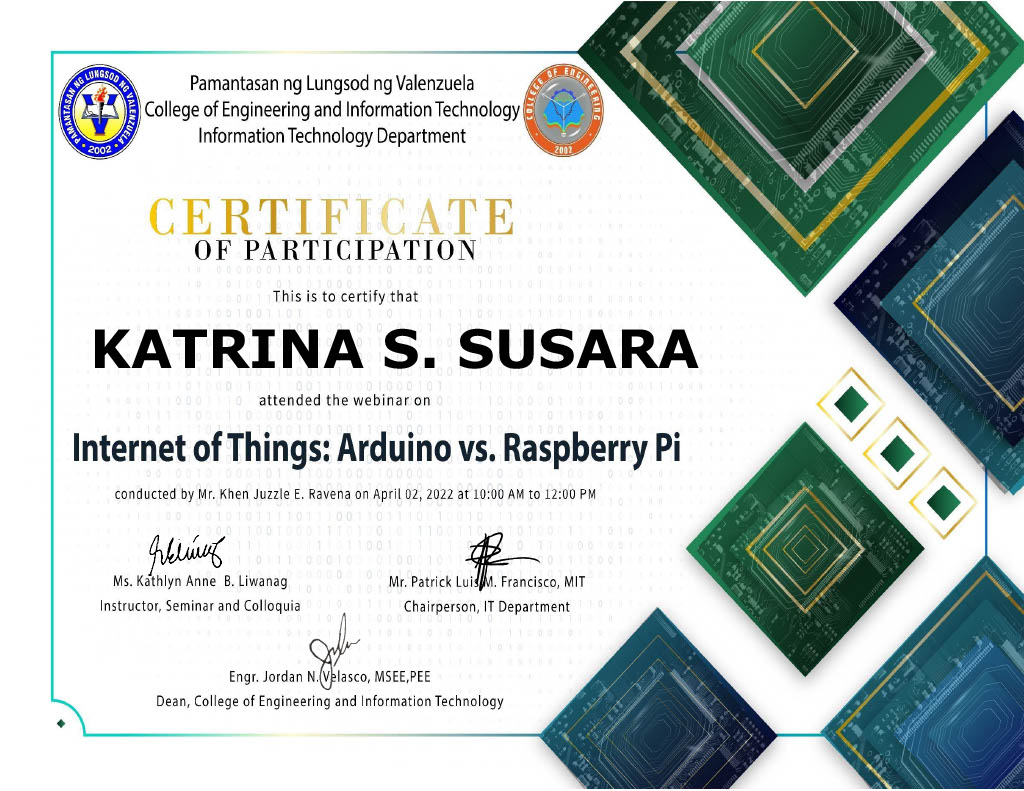 PAMANTASAN NG LUNGSOD NG VALENZUELA
2002
Pamantasan ng Lungsod ng Valenzuela
College of Engineering and Information Technology
Information Technology Department
COLLEGE OF ENGINEERING
2002
CERTIFICATE
OF PARTICIPATION
This is to certify that
KATRINA S. SUSARA
attended the webinar on
Internet of Things: Arduino vs. Raspberry Pi
conducted by Mr. Khen Juzzle E. Ravena on April 02, 2022 at 10:00 AM to 12:00 PM
Ms. Kathlyn Anne B. Liwanag
Instructor, Seminar and Colloquia
Mr. Patrick Luis M. Francisco, MIT
Chairperson, IT Department
Engr. Jordan N. Velasco, MSEE,PEE
Dean, College of Engineering and Information Technology